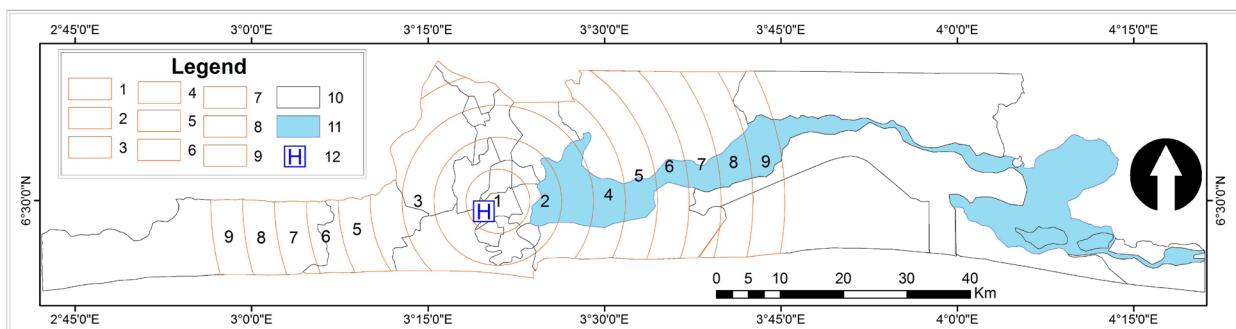 2°45'0"E 3°0'0"E 3°15'0"E 3°30'0"E 3°45'0"E 4°0'0"E 4°15'0"E
Legend
1 4 7 10
2 5 8 11
3 6 9 H 12
6°30'0"N
6°30'0"N
9 8 7 6 5 3 H 1 2 4 5 6 7 8 9
0 5 10 20 30 40
Km
2°45'0"E 3°0'0"E 3°15'0"E 3°30'0"E 3°45'0"E 4°0'0"E 4°15'0"E